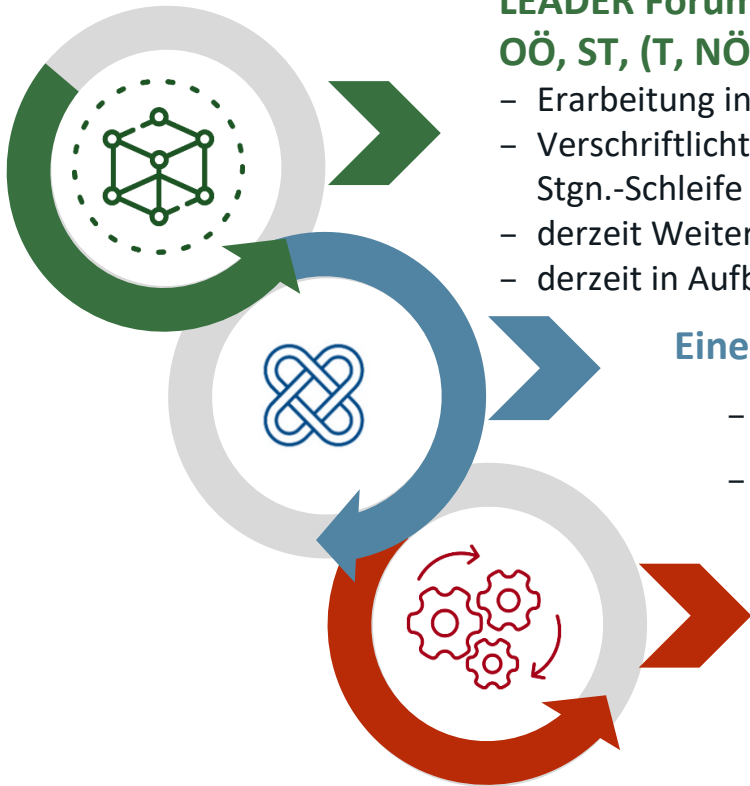 LEADER Forum
OÖ, ST, (T, NÖ
– Erarbeitung in
– Verschriftlicht
Stgn.-Schleife
– derzeit Weiter
– derzeit in Aufb
Eine
–
–